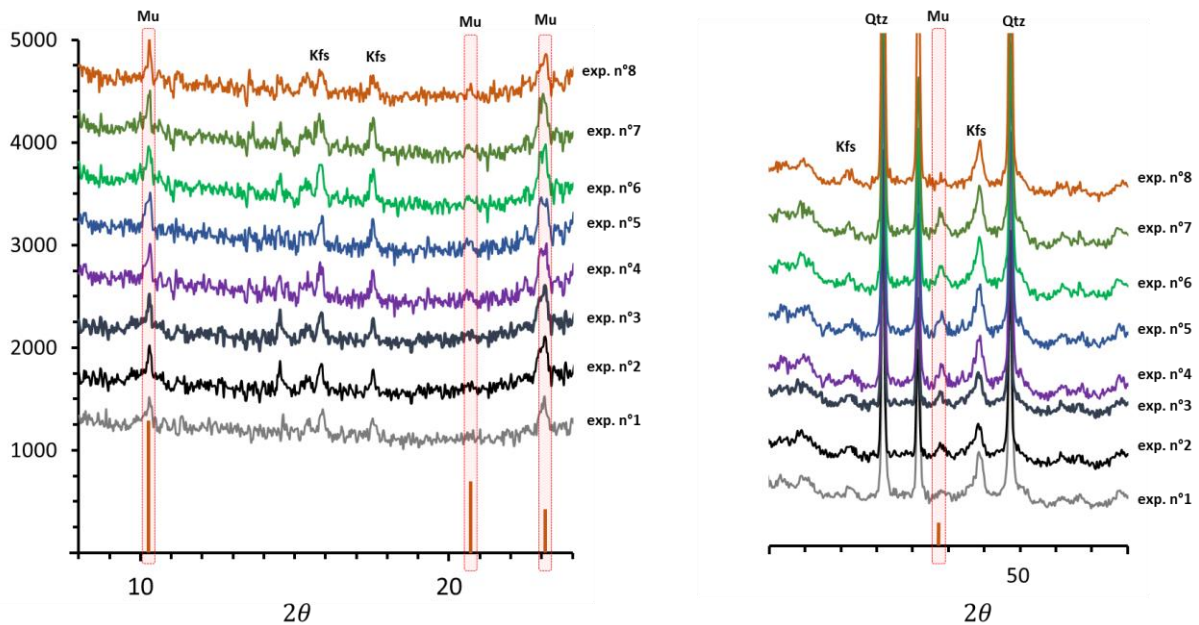 Mu Mu Mu
5000
Kfs Kfs
exp. n°8
exp. n°7
4000
exp. n°6
exp. n°5
3000
exp. n°4
exp. n°3
2000
exp. n°2
exp. n°1
1000
10 20
2θ
Qtz Mu Qtz
Kfs Kfs
exp. n°8
exp. n°7
exp. n°6
exp. n°5
exp. n°4
exp. n°3
exp. n°2
exp. n°1
50
2θ